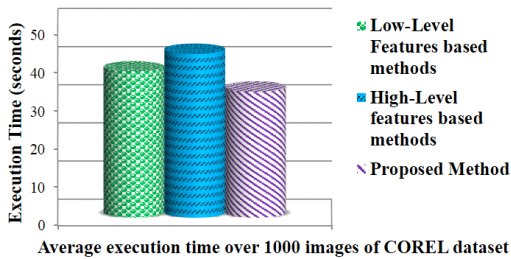 Execution Time (seconds)
50
40
30
20
10
0
Low-Level
Features based
methods
High-Level
features based
methods
Proposed Method
Average execution time over 1000 images of COREL dataset